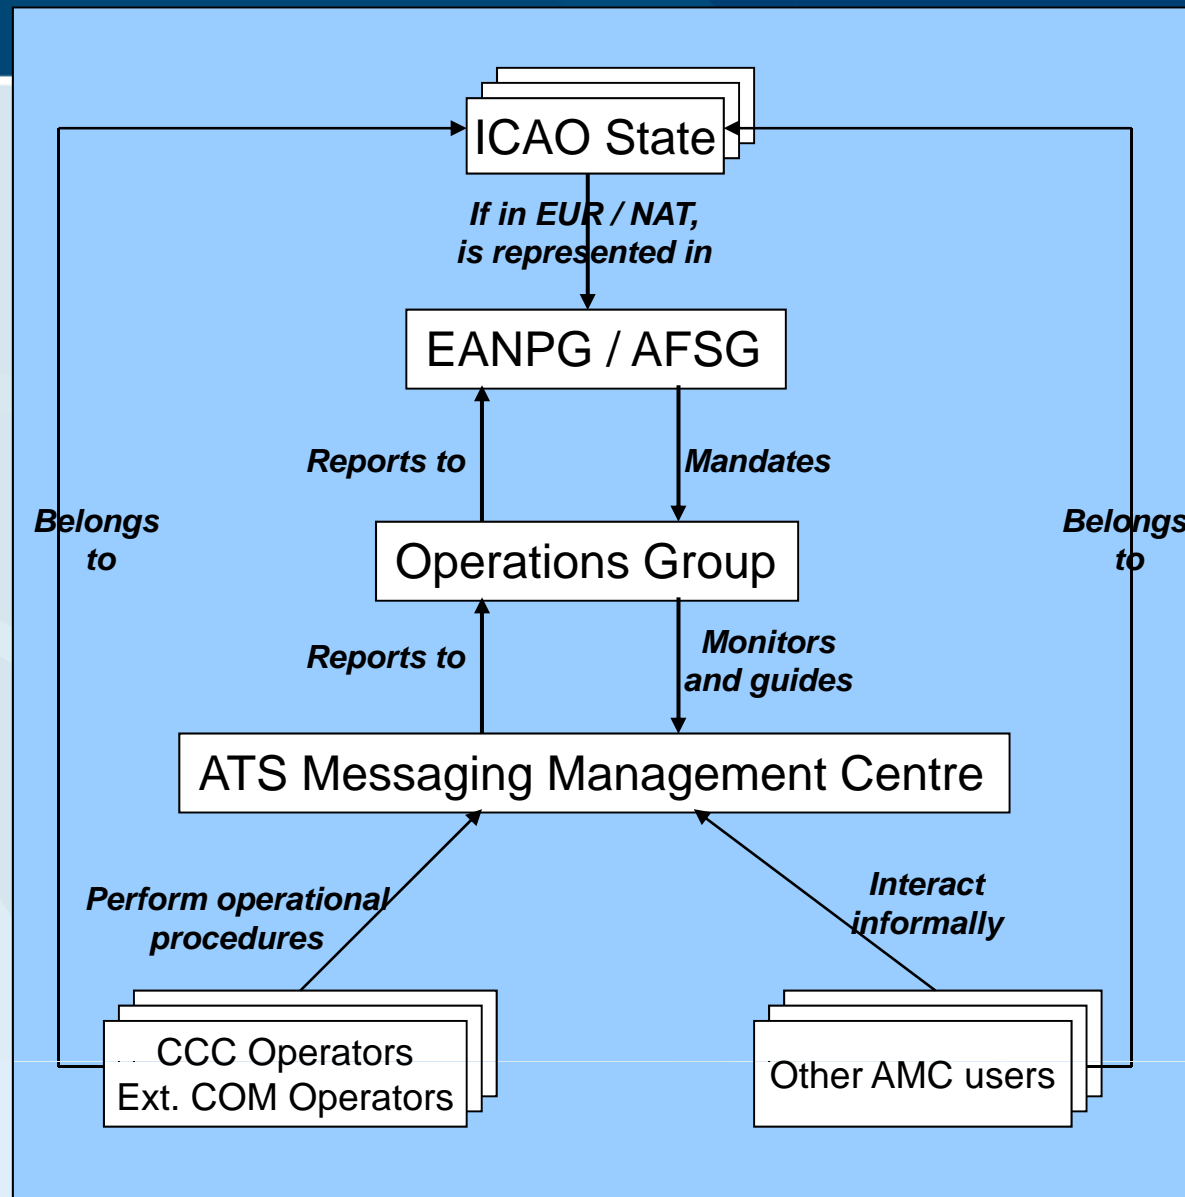 ICAO State
If in EUR / NAT,
is represented in
EANPG / AFSG
Reports to
Mandates
Belongs
to
Belongs
to
Operations Group
Reports to
Monitors
and guides
ATS Messaging Management Centre
Perform operational
procedures
Interact
informally
CCC Operators
Ext. COM Operators
Other AMC users